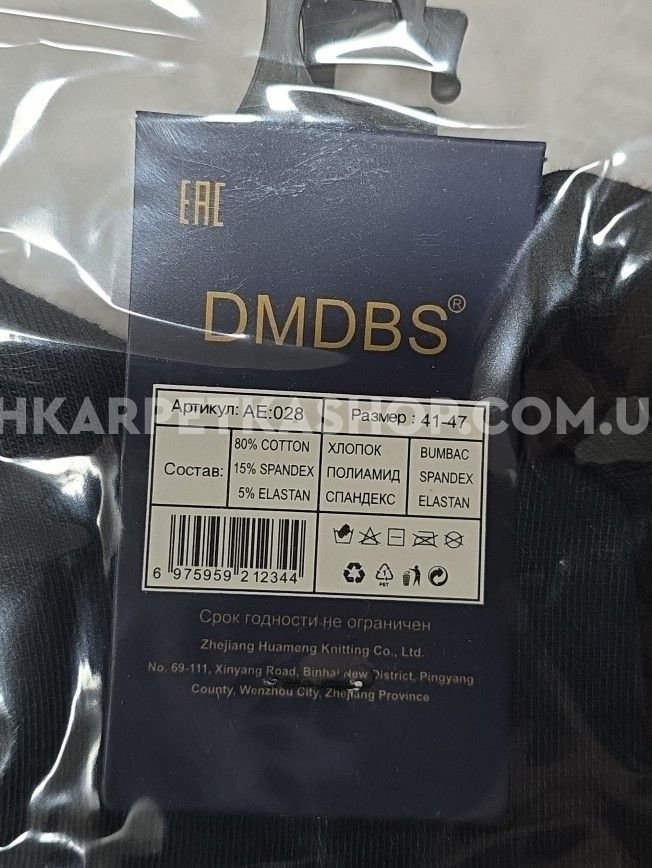 EAC
DMDBS®
Артикул: AE:028 Размер : 41-47
Состав:
80% COTTON
15% SPANDEX
5% ELASTAN
ХЛОПОК
ПОЛИАМИД
СПАНДЕКС
BUMBAC
SPANDEX
ELASTAN
HKARPETKASHOP.COM.U
6 975959 212344
1
PET
Срок годности не ограничен
Zhejiang Huameng Knitting Co., Ltd.
No. 69-111, Xinyang Road, Binhai New District, Pingyang
County, Wenzhou City, Zhejiang Province